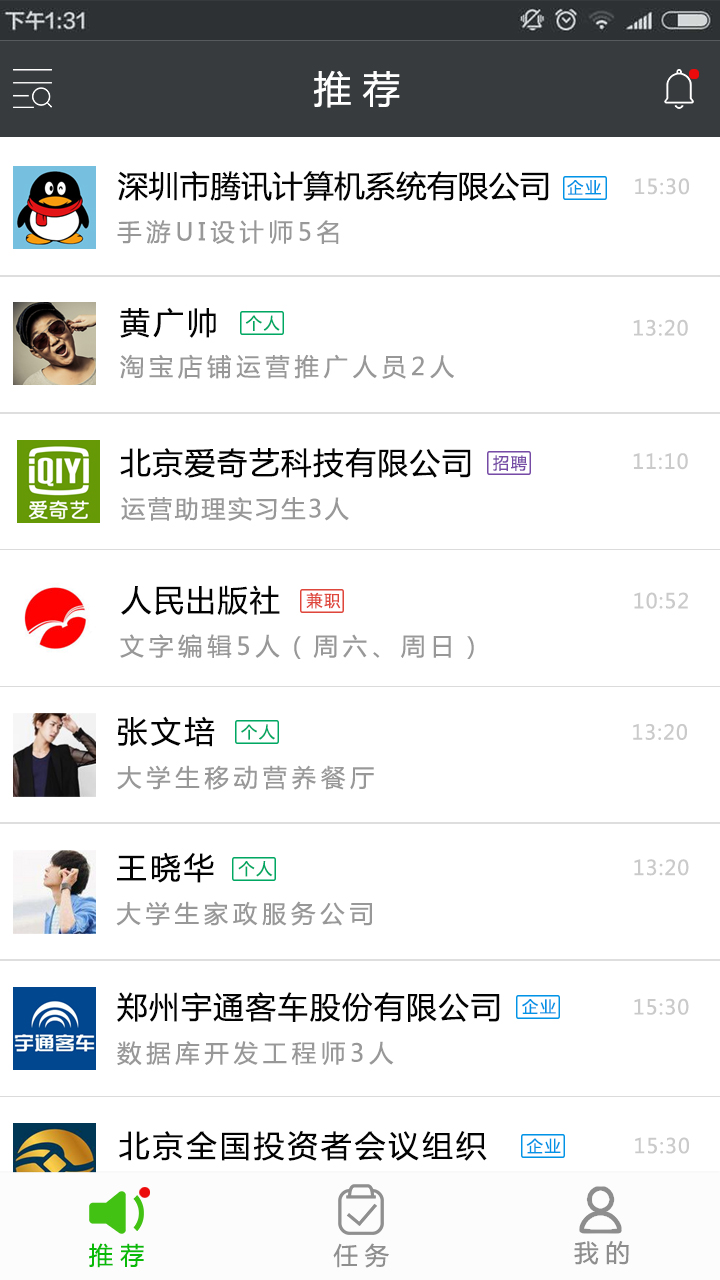 下午1:31
推荐
深圳市腾讯计算机系统有限公司 企业 15:30
手游UI设计师5名
黄广帅 个人 13:20
淘宝店铺运营推广人员2人
iQIYI
爱奇艺
北京爱奇艺科技有限公司 招聘 11:10
运营助理实习生3人
人民出版社 兼职 10:52
文字编辑5人（周六、周日）
张文培 个人 13:20
大学生移动营养餐厅
王晓华 个人 13:20
大学生家政服务公司
宇通客车
郑州宇通客车股份有限公司 企业 15:30
数据库开发工程师3人
北京全国投资者会议组织 企业 15:30
推荐 任务 我的